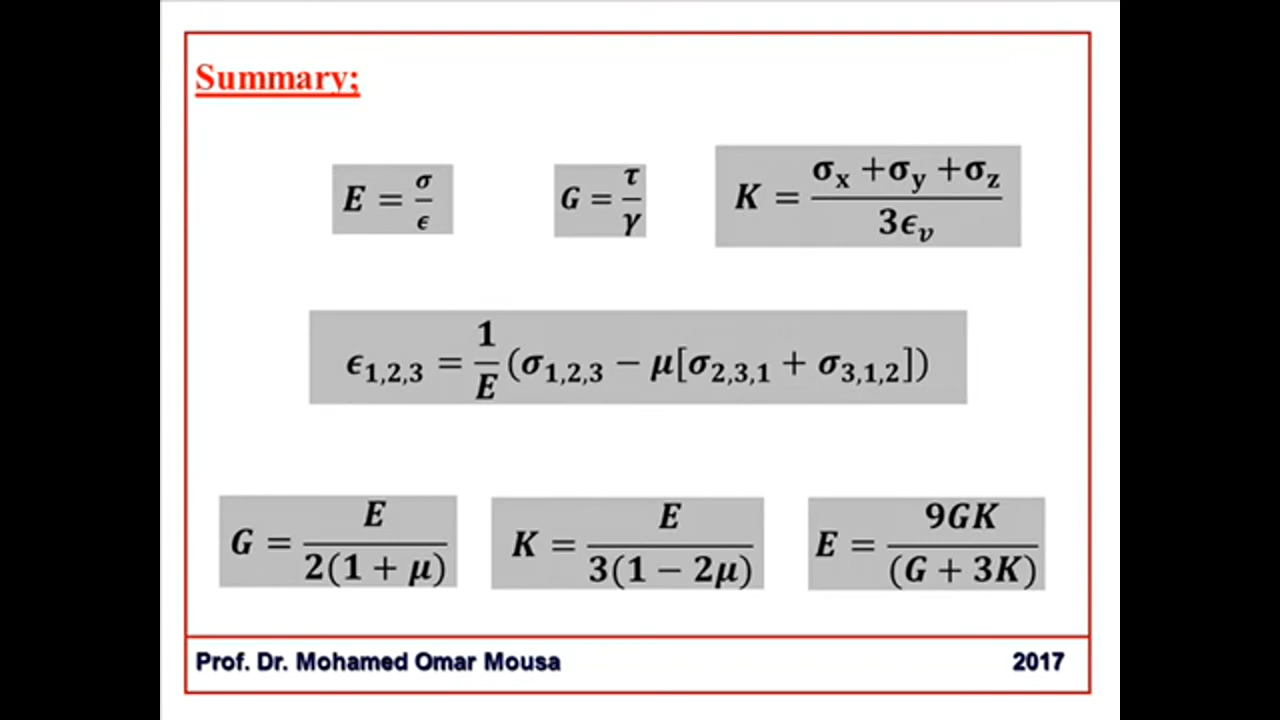 Summary;
E = σ/ϵ
G = τ/γ
K = (σx +σy +σz)/(3ϵv)
ϵ1,2,3 = 1/E (σ1,2,3 − μ[σ2,3,1 + σ3,1,2])
G = E/(2(1 + μ))
K = E/(3(1 − 2μ))
E = 9GK/(G + 3K)
Prof. Dr. Mohamed Omar Mousa
2017